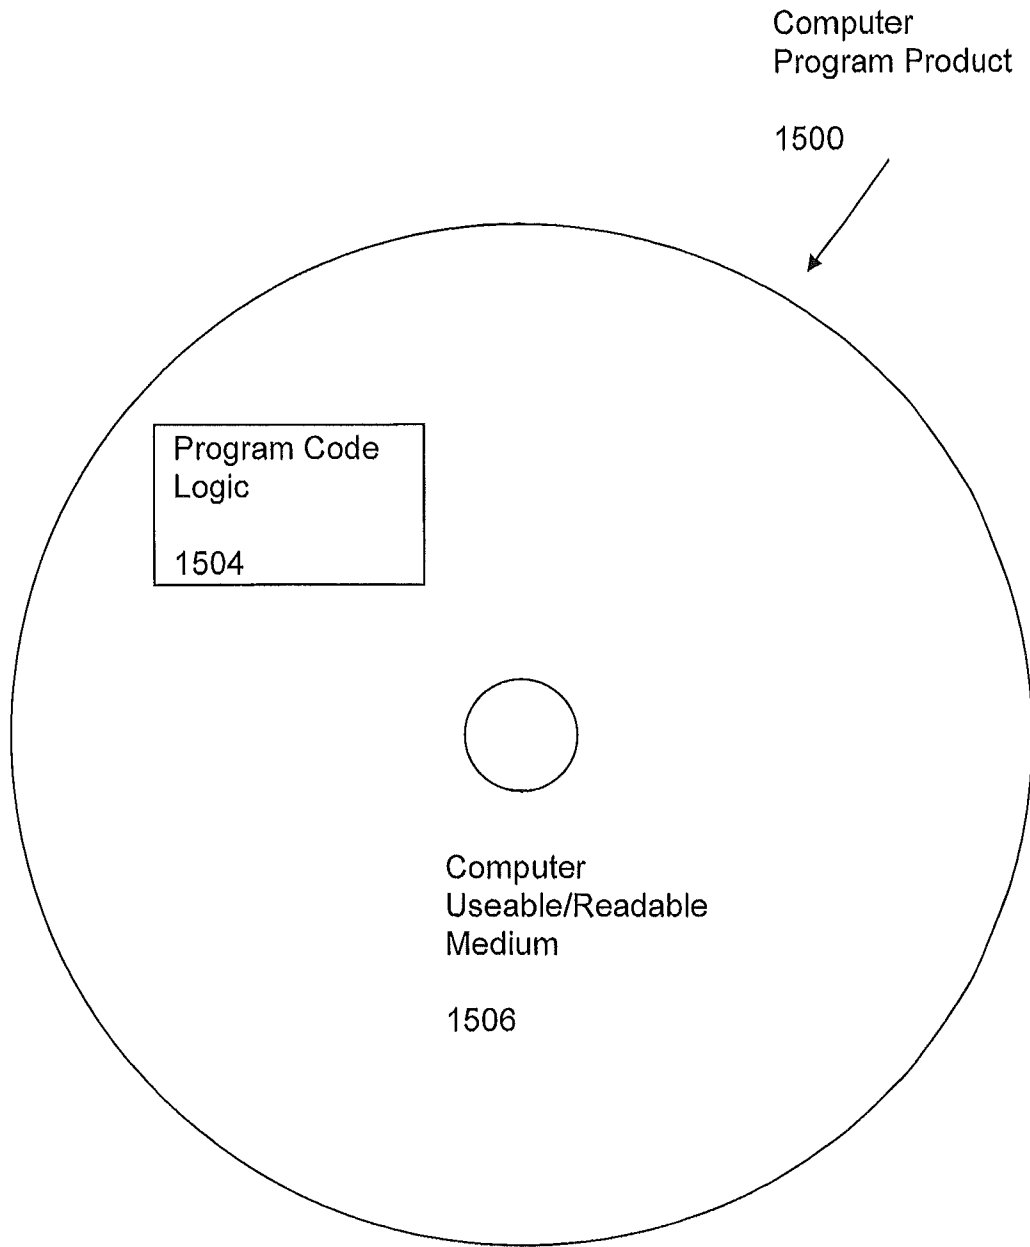 Computer
Program Product
1500
Program Code
Logic
1504
Computer
Useable/Readable
Medium
1506